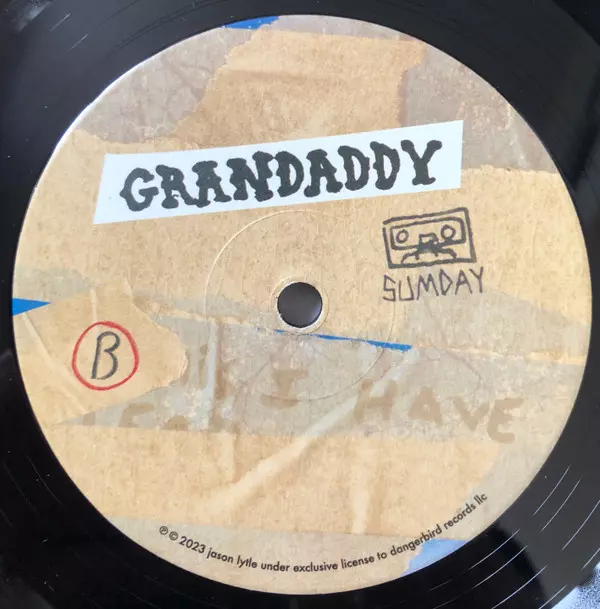 GRANDADDY
SUMDAY
B
I HAVE
℗ © 2023 jason lytle under exclusive license to dangerbird records llc